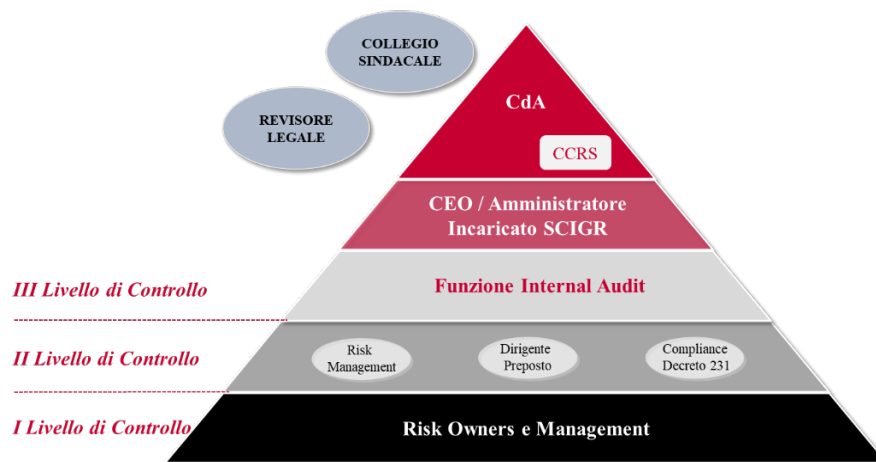 COLLEGIO
SINDACALE
REVISORE
LEGALE
CdA
CCRS
CEO / Amministratore
Incaricato SCIGR
III Livello di Controllo
Funzione Internal Audit
II Livello di Controllo
Risk
Management
Dirigente
Preposto
Compliance
Decreto 231
I Livello di Controllo
Risk Owners e Management